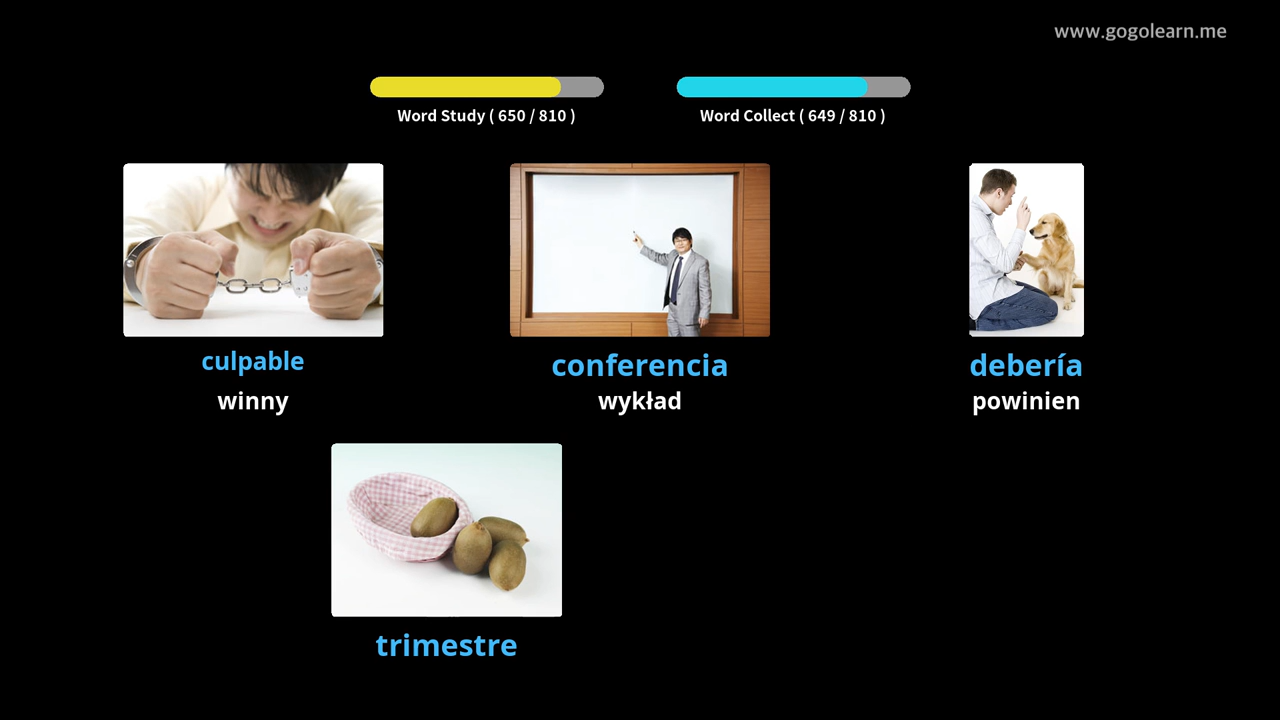 www.gogolearn.me
Word Study ( 650 / 810 )
Word Collect ( 649 / 810 )
culpable
winny
conferencia
wykład
debería
powinien
trimestre